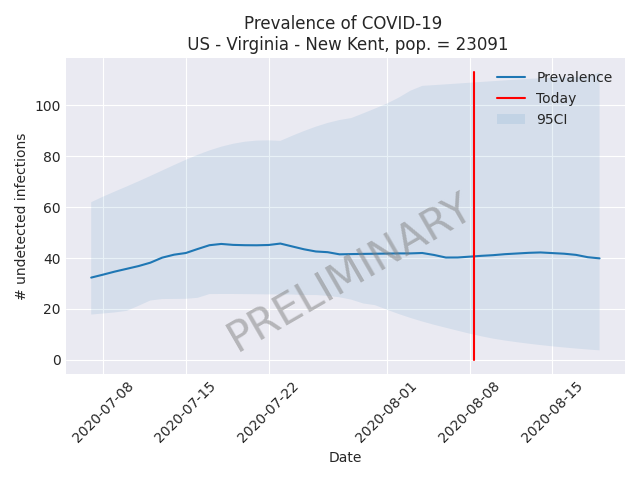 Prevalence of COVID-19
US - Virginia - New Kent, pop. = 23091
Prevalence
Today
95CI
100
80
60
40
20
0
# undetected infections
PRELIMINARY
2020-07-08
2020-07-15
2020-07-22
2020-08-01
2020-08-08
2020-08-15
Date